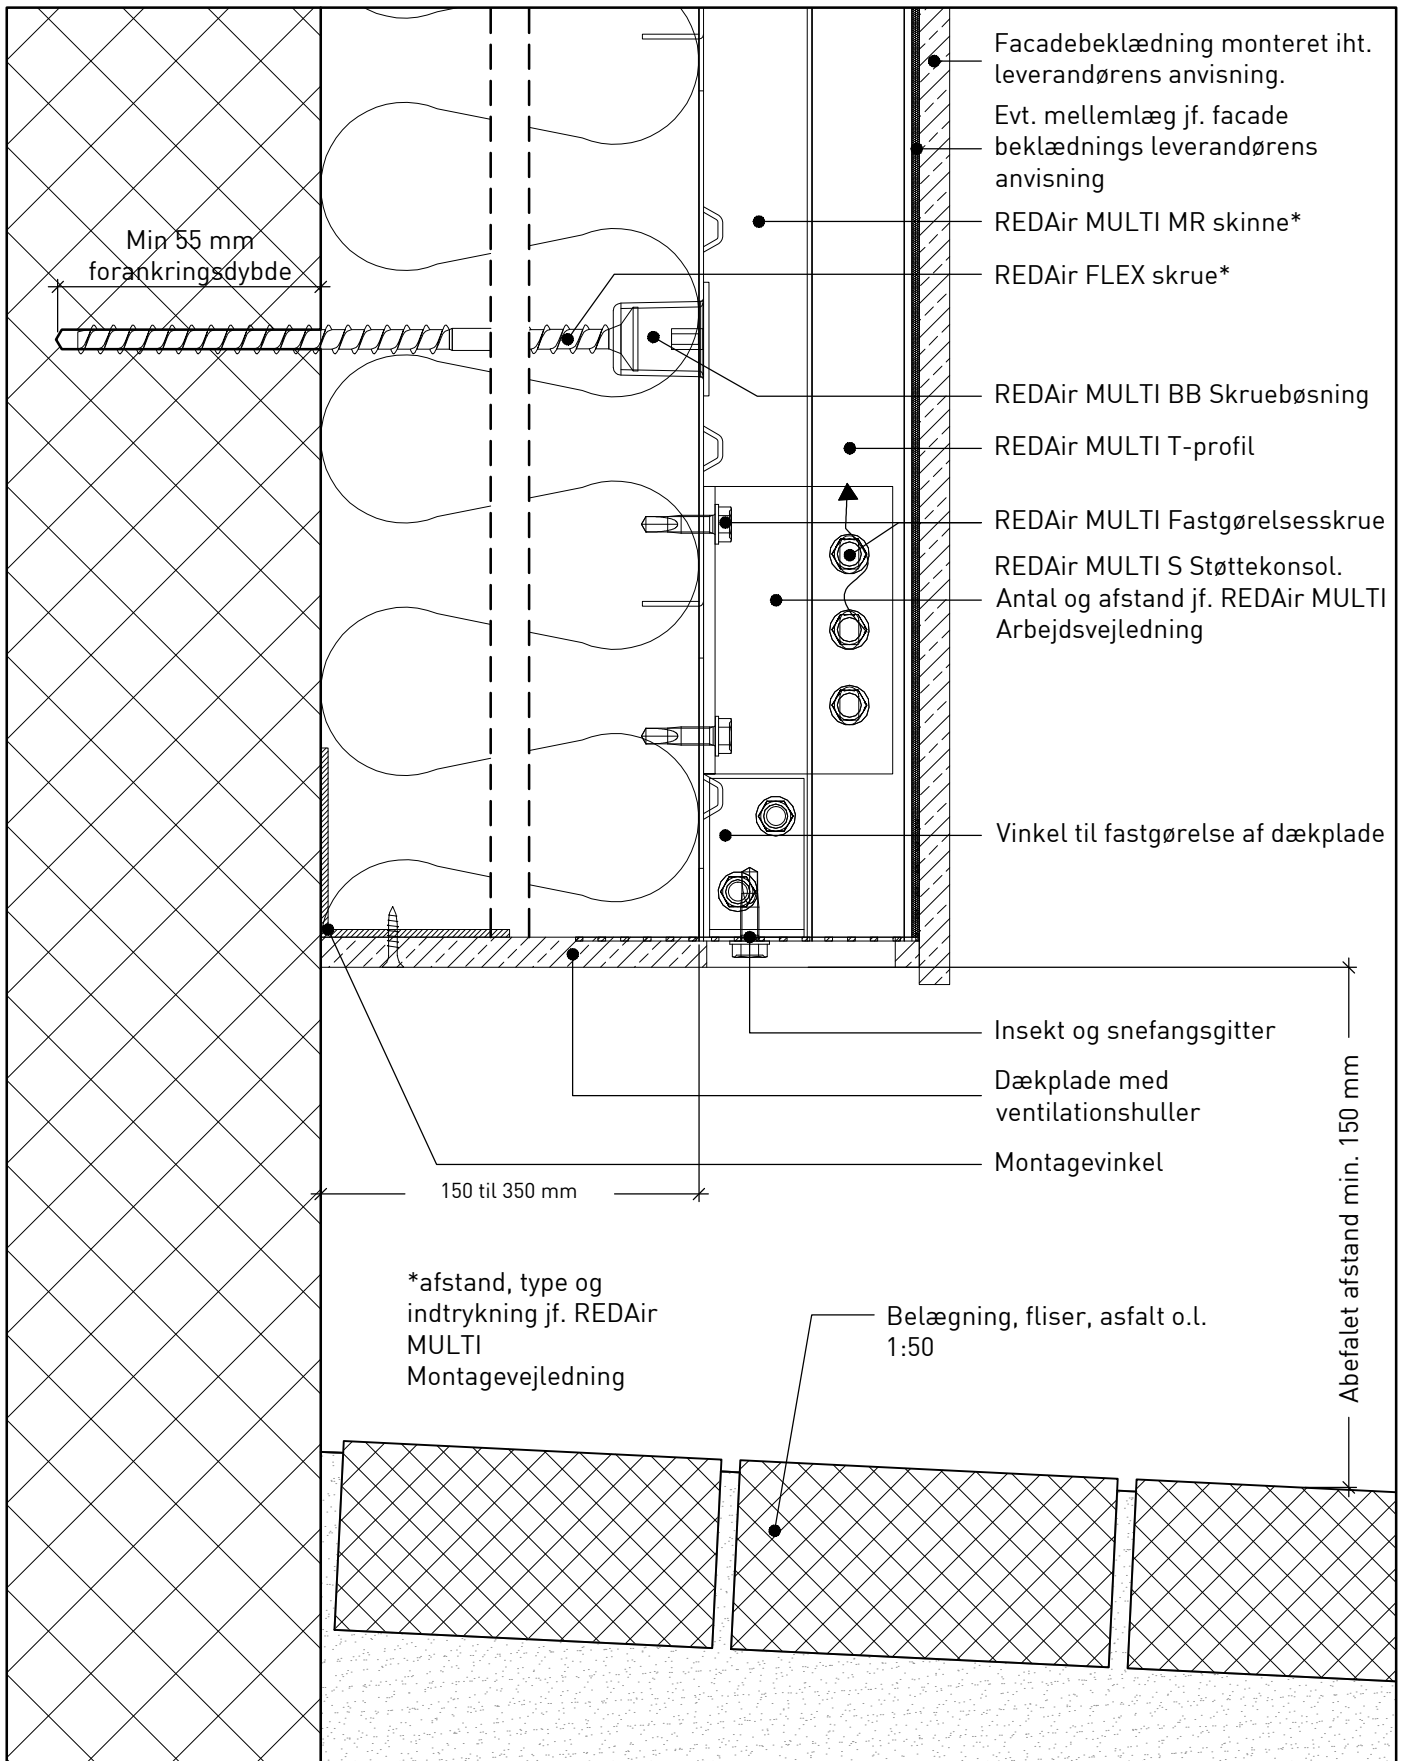 Facadebeklædning monteret iht.
leverandørens anvisning.
Evt. mellemlæg jf. facade
beklædnings leverandørens
anvisning
REDAir MULTI MR skinne*
Min 55 mm
forankringsdybde
REDAir FLEX skrue*
REDAir MULTI BB Skruebøsning
REDAir MULTI T-profil
REDAir MULTI Fastgørelsesskrue
REDAir MULTI S Støttekonsol.
Antal og afstand jf. REDAir MULTI
Arbejdsvejledning
Vinkel til fastgørelse af dækplade
Insekt og snefangsgitter
Dækplade med
ventilationshuller
Montagevinkel
150 til 350 mm
Abefalet afstand min. 150 mm
*afstand, type og
indtrykning jf. REDAir
MULTI
Montagevejledning
Belægning, fliser, asfalt o.l.
1:50